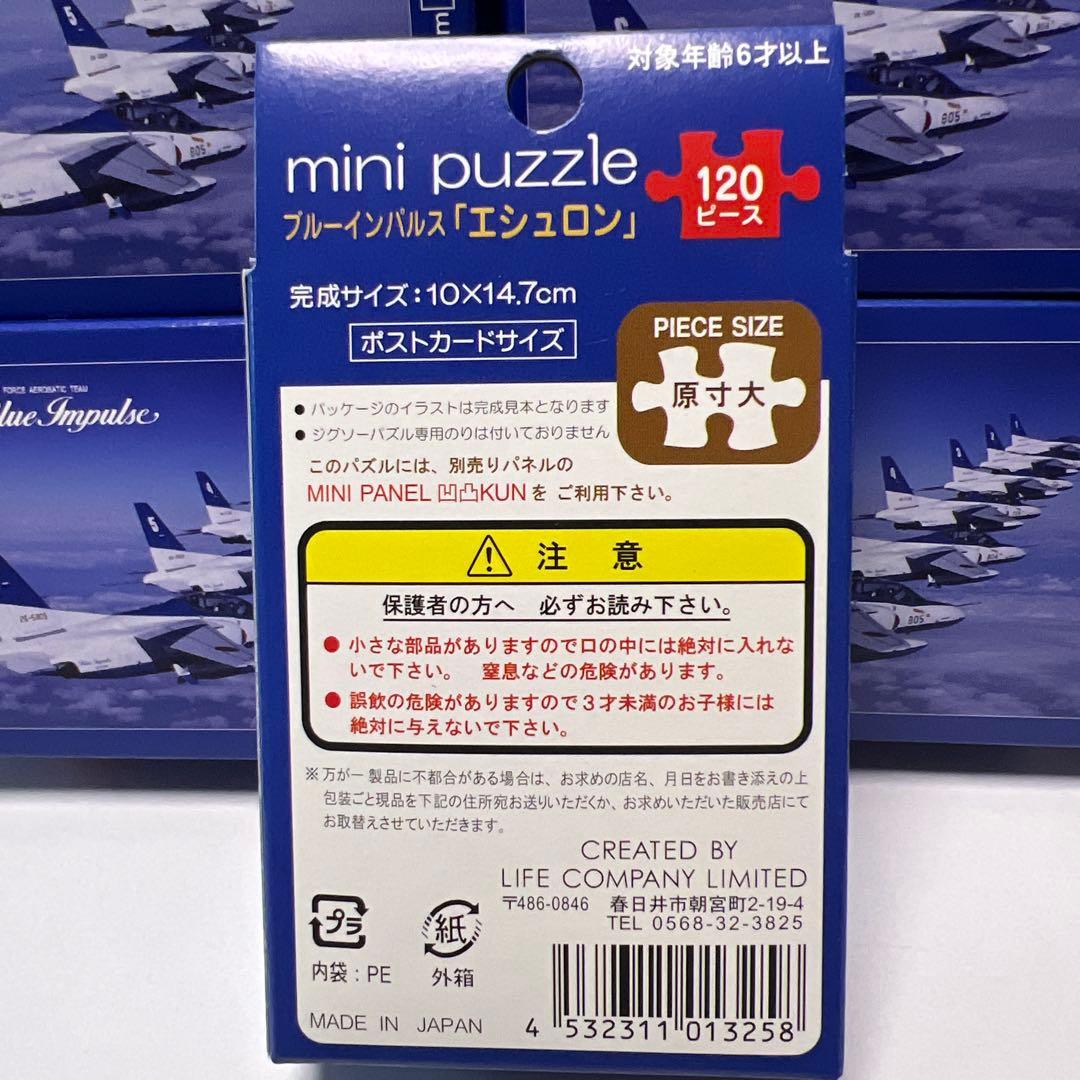 対象年齢6才以上
mini puzzle
120
ピース
ブルーインパルス「エシュロン」
完成サイズ:10×14.7cm
ポストカードサイズ
PIECE SIZE
原寸大
● パッケージのイラストは完成見本となります
● ジグソーパズル専用のりは付いておりません
このパズルには、別売りパネルの
MINI PANEL 凹凸KUNを ご利用下さい。
注 意
保護者の方へ 必ずお読み下さい。
● 小さな部品がありますので口の中には絶対に入れな
いで下さい。 窒息などの危険があります。
● 誤飲の危険がありますので3才未満のお子様には
絶対に与えないで下さい。
※万が一製品に不都合がある場合は、お求めの店名、月日をお書き添えの上
包装ごと現品を下記の住所宛お送りいただくか、お求めいただいた販売店にて
お取替えさせていただきます。
CREATED BY
LIFE COMPANY LIMITED
〒486-0846 春日井市朝宮町2-19-4
TEL 0568-32-3825
プラ
内袋:PE
紙
外箱
MADE IN JAPAN
4 532311 013258
FORCE AEROBATIC TEAM
lue Impulse
5
805
805
5
805